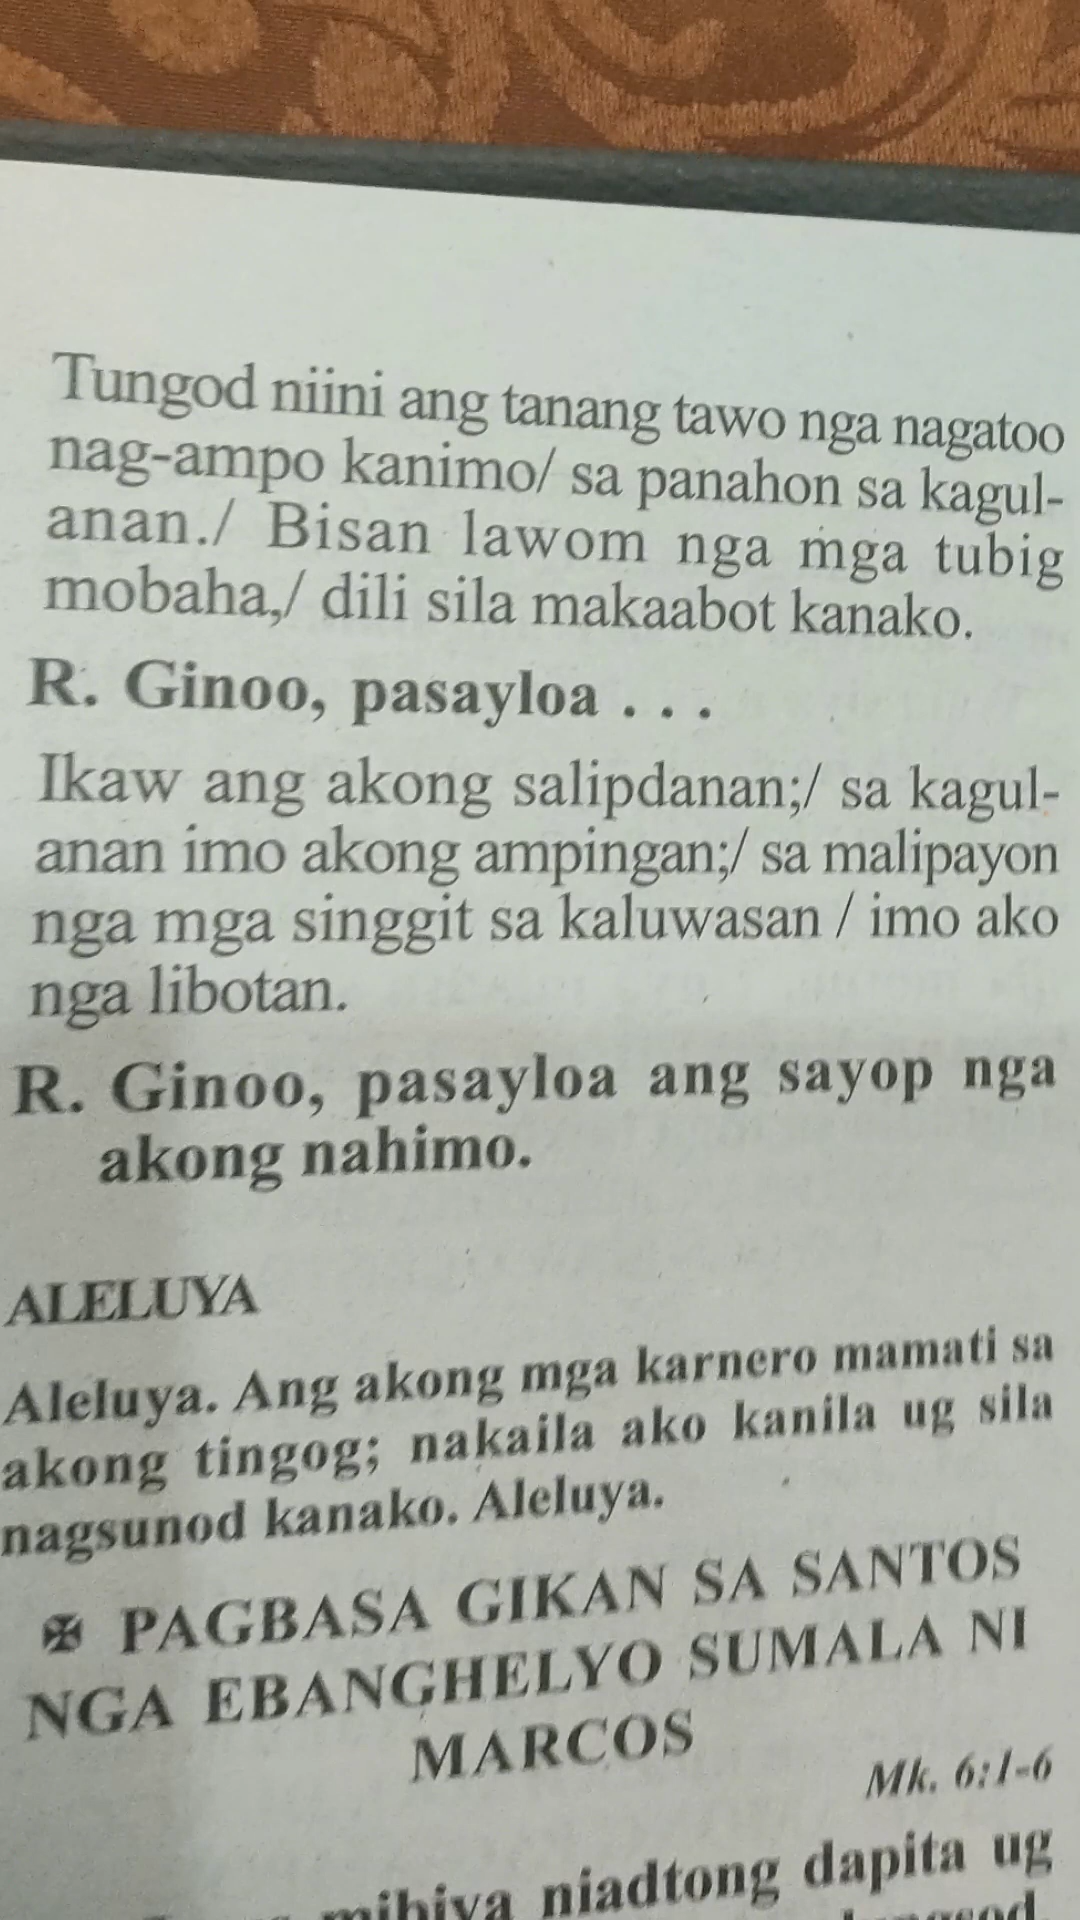 Tungod niini ang tanang tawo nga nagatoo
nag-ampo kanimo/ sa panahon sa kagul-
anan./ Bisan lawom nga mga tubig
mobaha,/ dili sila makaabot kanako.
R. Ginoo, pasayloa . . .
Ikaw ang akong salipdanan;/ sa kagul-
anan imo akong ampingan;/ sa malipayon
nga mga singgit sa kaluwasan / imo ako
nga libotan.
R. Ginoo, pasayloa ang sayop nga
akong nahimo.
ALELUYA
Aleluya. Ang akong mga karnero mamati sa
akong tingog; nakaila ako kanila ug sila
nagsunod kanako. Aleluya.
✠ PAGBASA GIKAN SA SANTOS
NGA EBANGHELYO SUMALA NI
MARCOS
Mk. 6:1-6
mibiya niadtong dapita ug